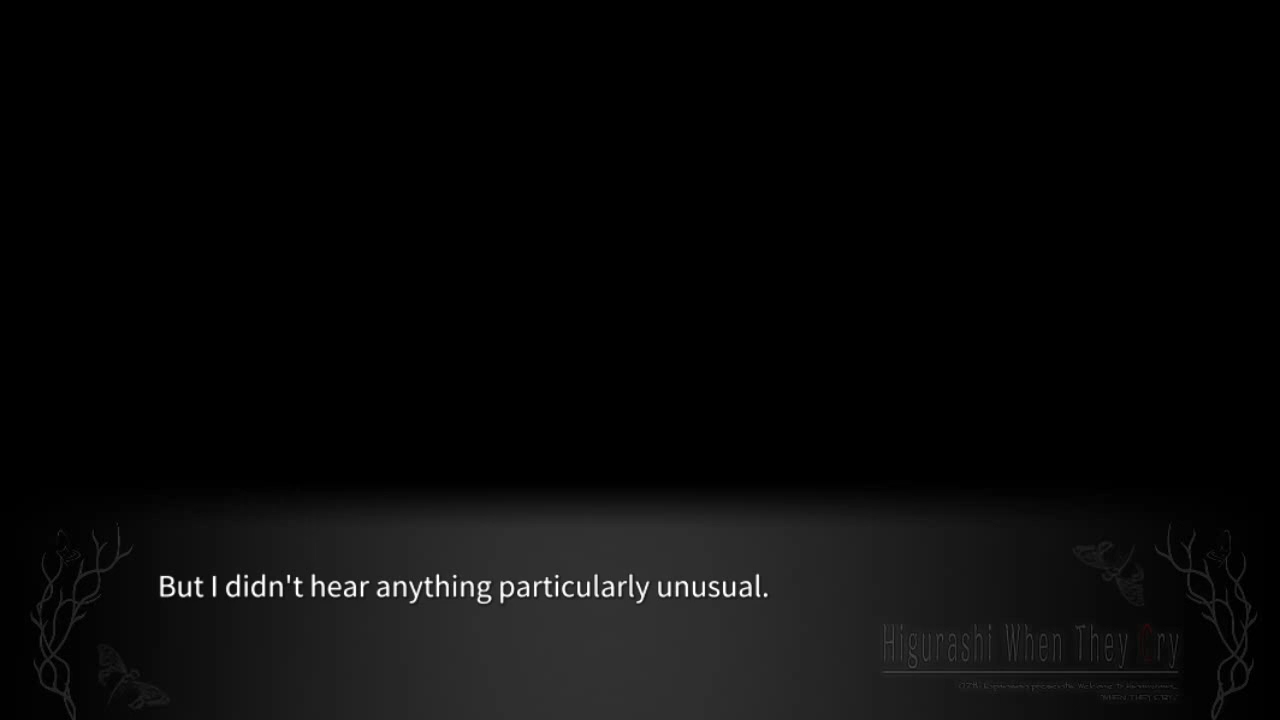 But I didn't hear anything particularly unusual.
Higurashi When They Cry